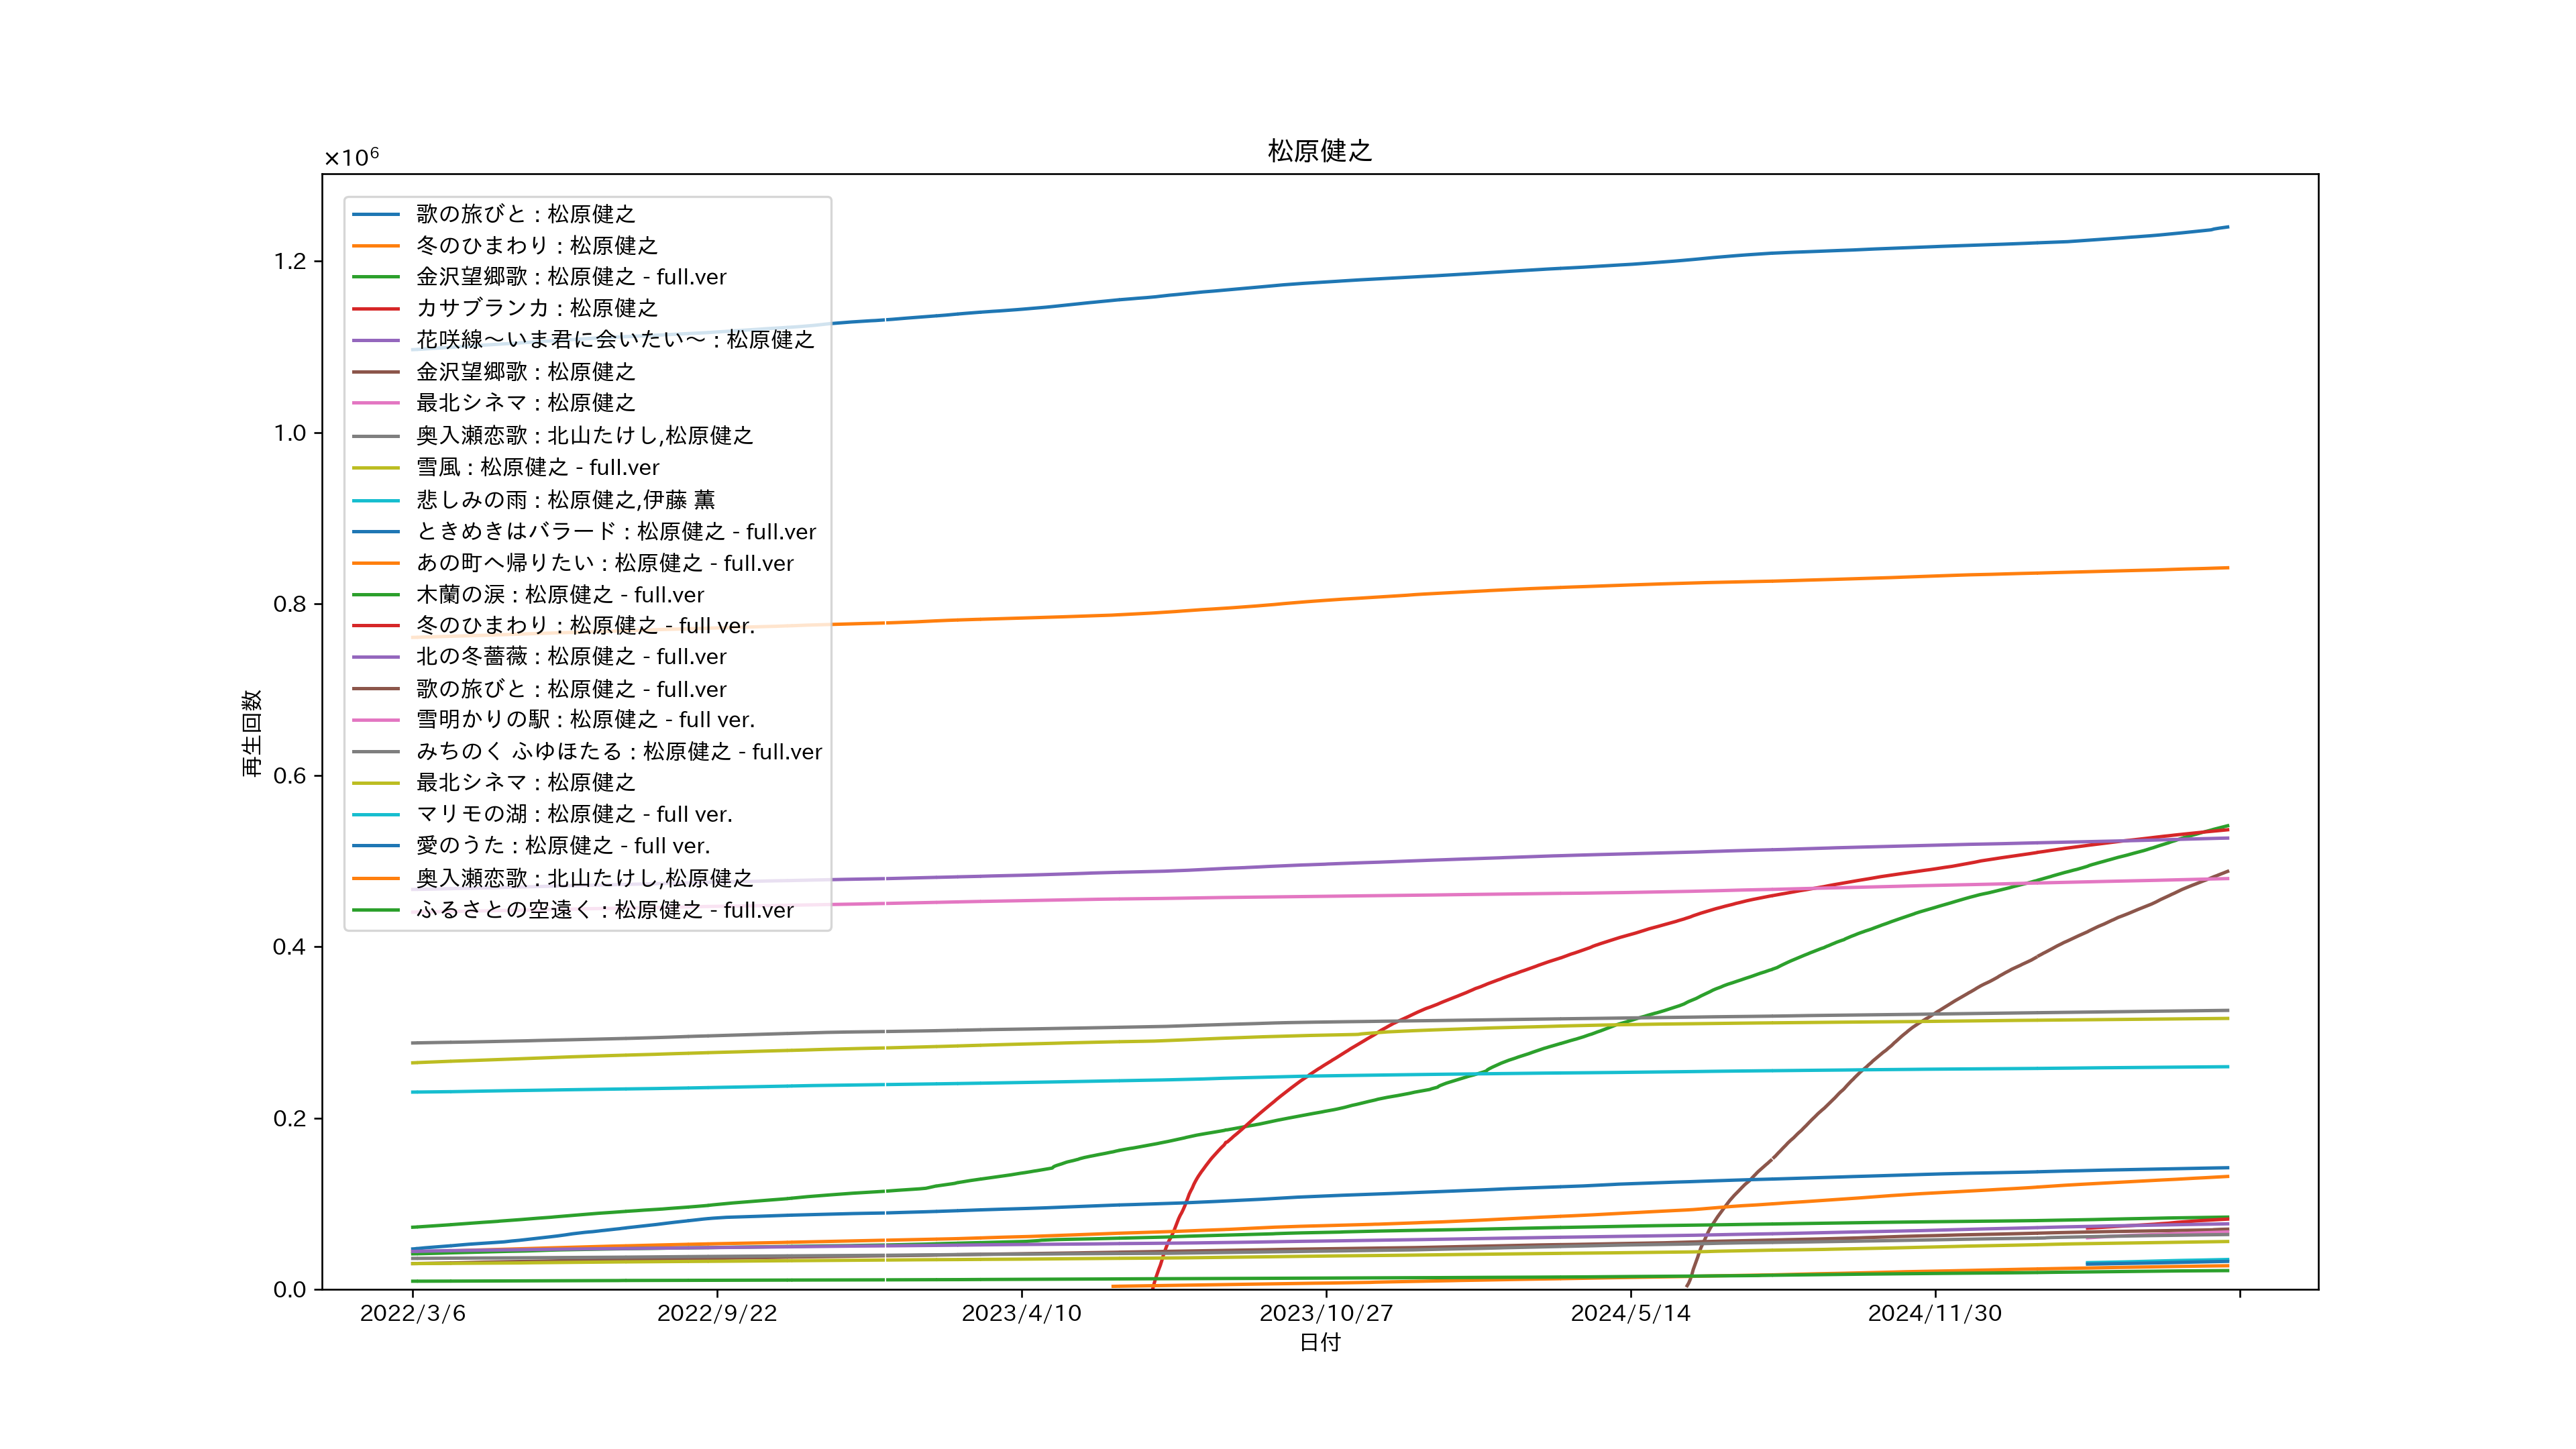 松原健之
×10⁶
歌の旅びと : 松原健之
冬のひまわり : 松原健之
金沢望郷歌 : 松原健之 - full.ver
カサブランカ : 松原健之
花咲線～いま君に会いたい～ : 松原健之
金沢望郷歌 : 松原健之
最北シネマ : 松原健之
奥入瀬恋歌 : 北山たけし,松原健之
雪風 : 松原健之 - full.ver
悲しみの雨 : 松原健之,伊藤 薫
ときめきはバラード : 松原健之 - full.ver
あの町へ帰りたい : 松原健之 - full.ver
木蘭の涙 : 松原健之 - full.ver
冬のひまわり : 松原健之 - full ver.
北の冬薔薇 : 松原健之 - full.ver
歌の旅びと : 松原健之 - full.ver
雪明かりの駅 : 松原健之 - full ver.
みちのく ふゆほたる : 松原健之 - full.ver
最北シネマ : 松原健之
マリモの湖 : 松原健之 - full ver.
愛のうた : 松原健之 - full ver.
奥入瀬恋歌 : 北山たけし,松原健之
ふるさとの空遠く : 松原健之 - full.ver
1.2
1.0
0.8
0.6
0.4
0.2
0.0
再生回数
2022/3/6 2022/9/22 2023/4/10 2023/10/27 2024/5/14 2024/11/30
日付